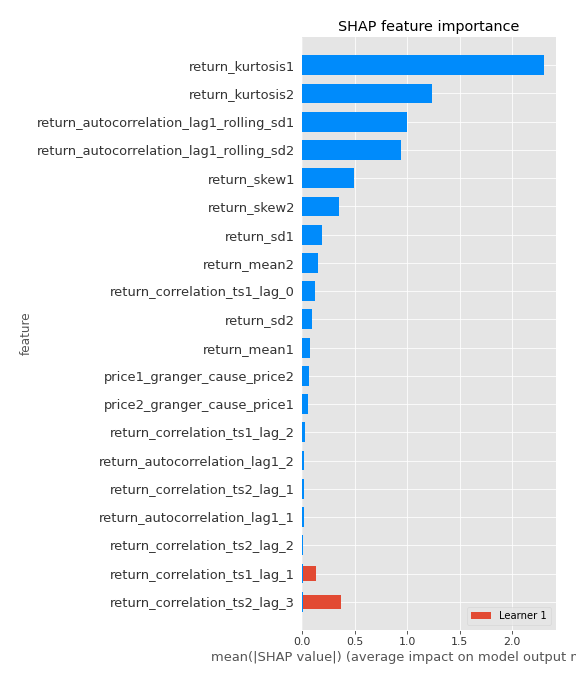 SHAP feature importance
return_kurtosis1
return_kurtosis2
return_autocorrelation_lag1_rolling_sd1
return_autocorrelation_lag1_rolling_sd2
return_skew1
return_skew2
return_sd1
return_mean2
return_correlation_ts1_lag_0
return_sd2
return_mean1
price1_granger_cause_price2
price2_granger_cause_price1
return_correlation_ts1_lag_2
return_autocorrelation_lag1_2
return_correlation_ts2_lag_1
return_autocorrelation_lag1_1
return_correlation_ts2_lag_2
return_correlation_ts1_lag_1
return_correlation_ts2_lag_3
feature
Learner 1
0.0 0.5 1.0 1.5 2.0
mean(|SHAP value|) (average impact on model output